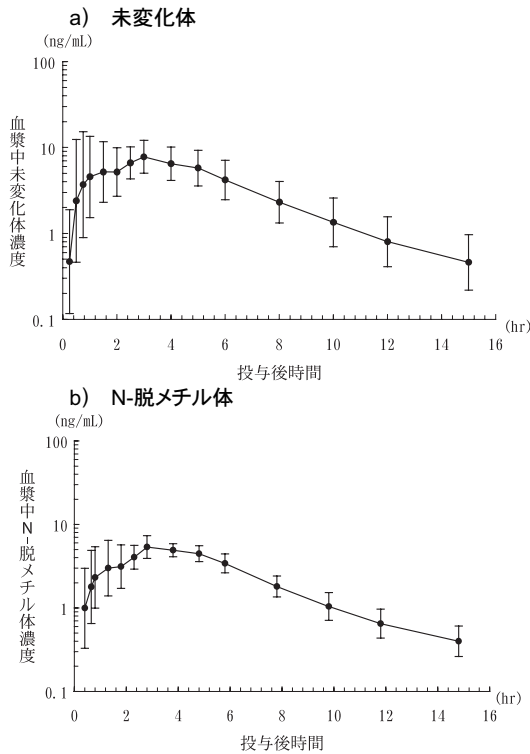 a) 未変化体
(ng/mL)
100
10
1
0.1
血漿中未変化体濃度
0 2 4 6 8 10 12 14 16
(hr)
投与後時間
b) N-脱メチル体
(ng/mL)
100
10
1
0.1
血漿中N-脱メチル体濃度
0 2 4 6 8 10 12 14 16
(hr)
投与後時間